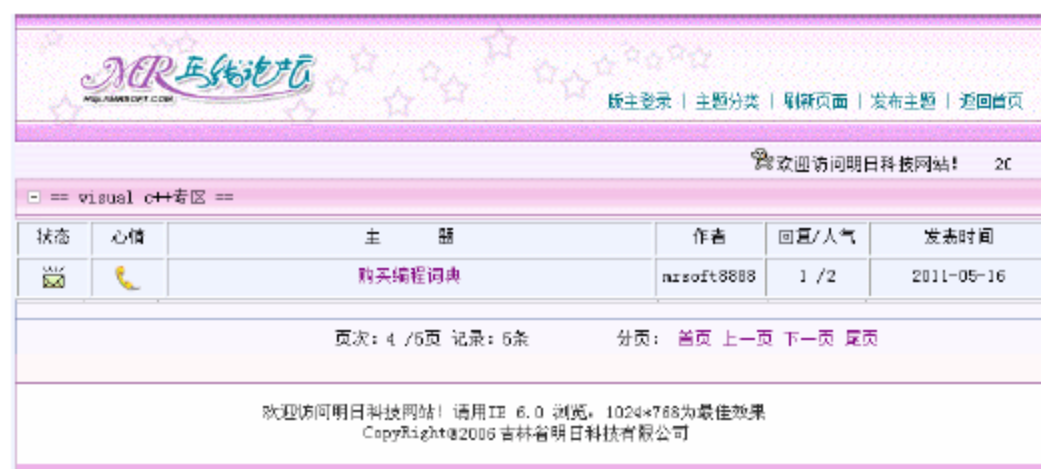 MR在线论坛
版主登录 | 主题分类 | 刷新页面 | 发布主题 | 返回首页
欢迎访问明日科技网站! 20
== visual c++专区 ==
状态 心情 主 题 作者 回复/人气 发表时间
购买编程词典 mrsoft8888 1 /2 2011-05-16
页次: 4 /5页 记录: 5条 分页: 首页 上一页 下一页 尾页
欢迎访问明日科技网站! 请用IE 6.0 浏览, 1024*768为最佳效果
CopyRight@2006 吉林省明日科技有限公司